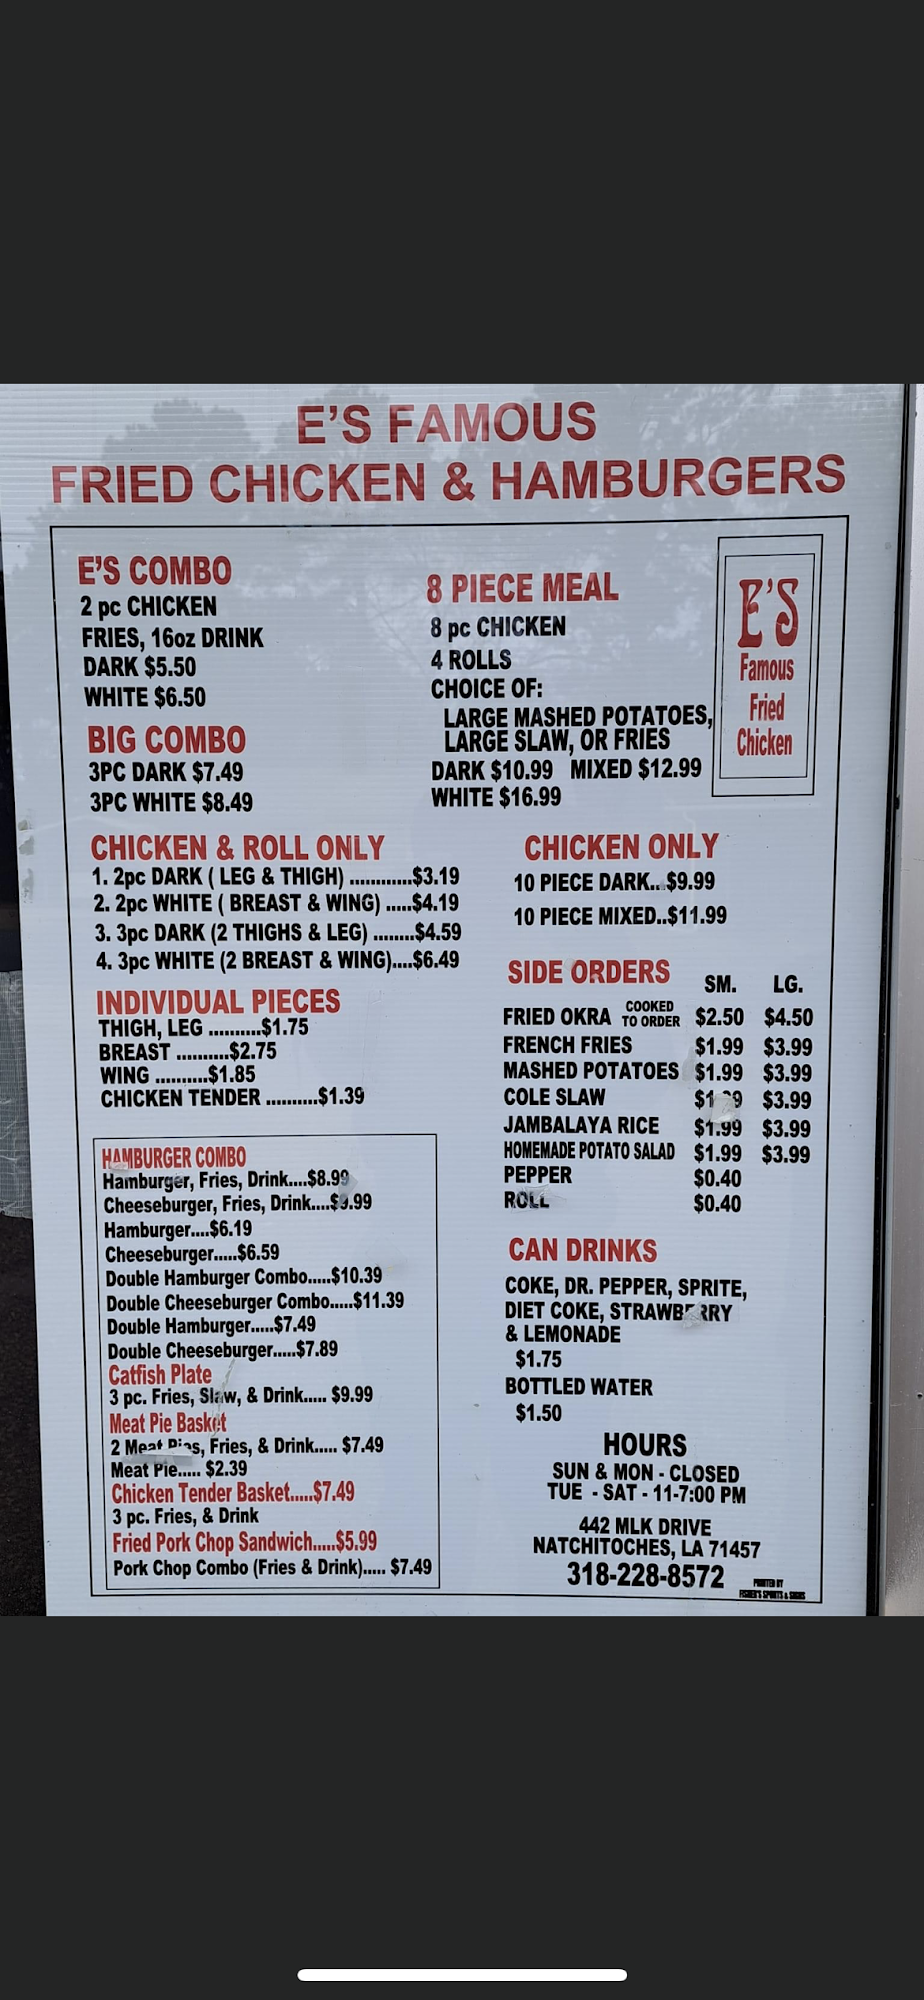 E'S FAMOUS
FRIED CHICKEN & HAMBURGERS
E'S COMBO
2 pc CHICKEN
FRIES, 16oz DRINK
DARK $5.50
WHITE $6.50
BIG COMBO
3PC DARK $7.49
3PC WHITE $8.49
8 PIECE MEAL
8 pc CHICKEN
4 ROLLS
CHOICE OF:
LARGE MASHED POTATOES,
LARGE SLAW, OR FRIES
DARK $10.99 MIXED $12.99
WHITE $16.99
E'S
Famous
Fried
Chicken
CHICKEN & ROLL ONLY
1. 2pc DARK ( LEG & THIGH) ............$3.19
2. 2pc WHITE ( BREAST & WING) .....$4.19
3. 3pc DARK (2 THIGHS & LEG) ........$4.59
4. 3pc WHITE (2 BREAST & WING)....$6.49
CHICKEN ONLY
10 PIECE DARK...$9.99
10 PIECE MIXED..$11.99
INDIVIDUAL PIECES
THIGH, LEG ..........$1.75
BREAST ..........$2.75
WING ..........$1.85
CHICKEN TENDER ..........$1.39
SIDE ORDERS SM. LG.
FRIED OKRA COOKED TO ORDER $2.50 $4.50
FRENCH FRIES $1.99 $3.99
MASHED POTATOES $1.99 $3.99
COLE SLAW $3.99
JAMBALAYA RICE $1.99 $3.99
HOMEMADE POTATO SALAD $1.99 $3.99
PEPPER $0.40
ROLL $0.40
HAMBURGER COMBO
Hamburger, Fries, Drink....$8.99
Cheeseburger, Fries, Drink....$9.99
Hamburger....$6.19
Cheeseburger.....$6.59
Double Hamburger Combo.....$10.39
Double Cheeseburger Combo.....$11.39
Double Hamburger.....$7.49
Double Cheeseburger.....$7.89
Catfish Plate
3 pc. Fries, Slaw, & Drink..... $9.99
Meat Pie Basket
2 Meat Pies, Fries, & Drink..... $7.49
Meat Pie..... $2.39
Chicken Tender Basket.....$7.49
3 pc. Fries, & Drink
Fried Pork Chop Sandwich.....$5.99
Pork Chop Combo (Fries & Drink)..... $7.49
CAN DRINKS
COKE, DR. PEPPER, SPRITE,
DIET COKE, STRAWBERRY
& LEMONADE
$1.75
BOTTLED WATER
$1.50
HOURS
SUN & MON - CLOSED
TUE - SAT - 11-7:00 PM
442 MLK DRIVE
NATCHITOCHES, LA 71457
318-228-8572
PRINTED BY
FISHER'S SPORTS & SIGNS